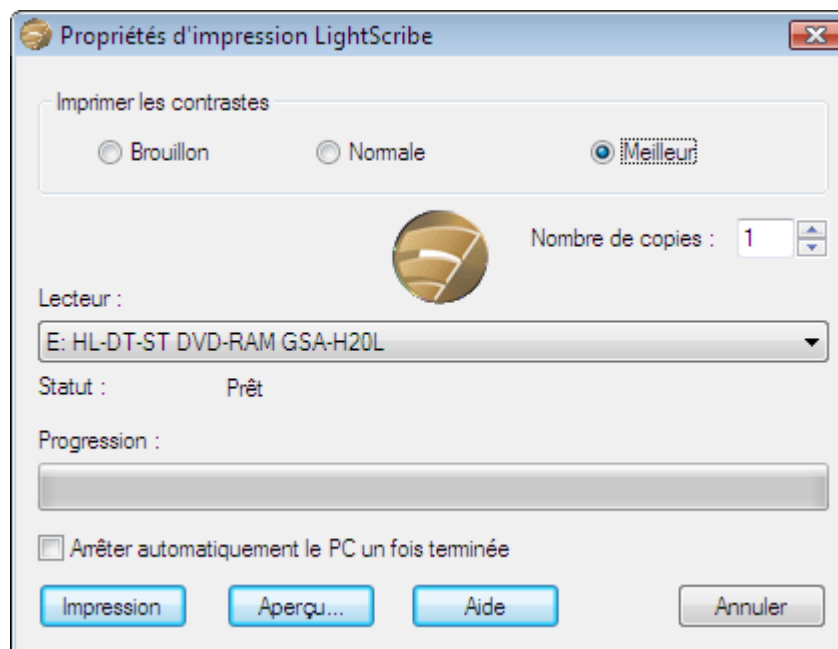 Propriétés d'impression LightScribe
Imprimer les contrastes
Brouillon Normale Meilleur
Nombre de copies : 1
Lecteur :
E: HL-DT-ST DVD-RAM GSA-H20L
Statut : Prêt
Progression :
Arrêter automatiquement le PC un fois terminée
Impression Aperçu... Aide Annuler